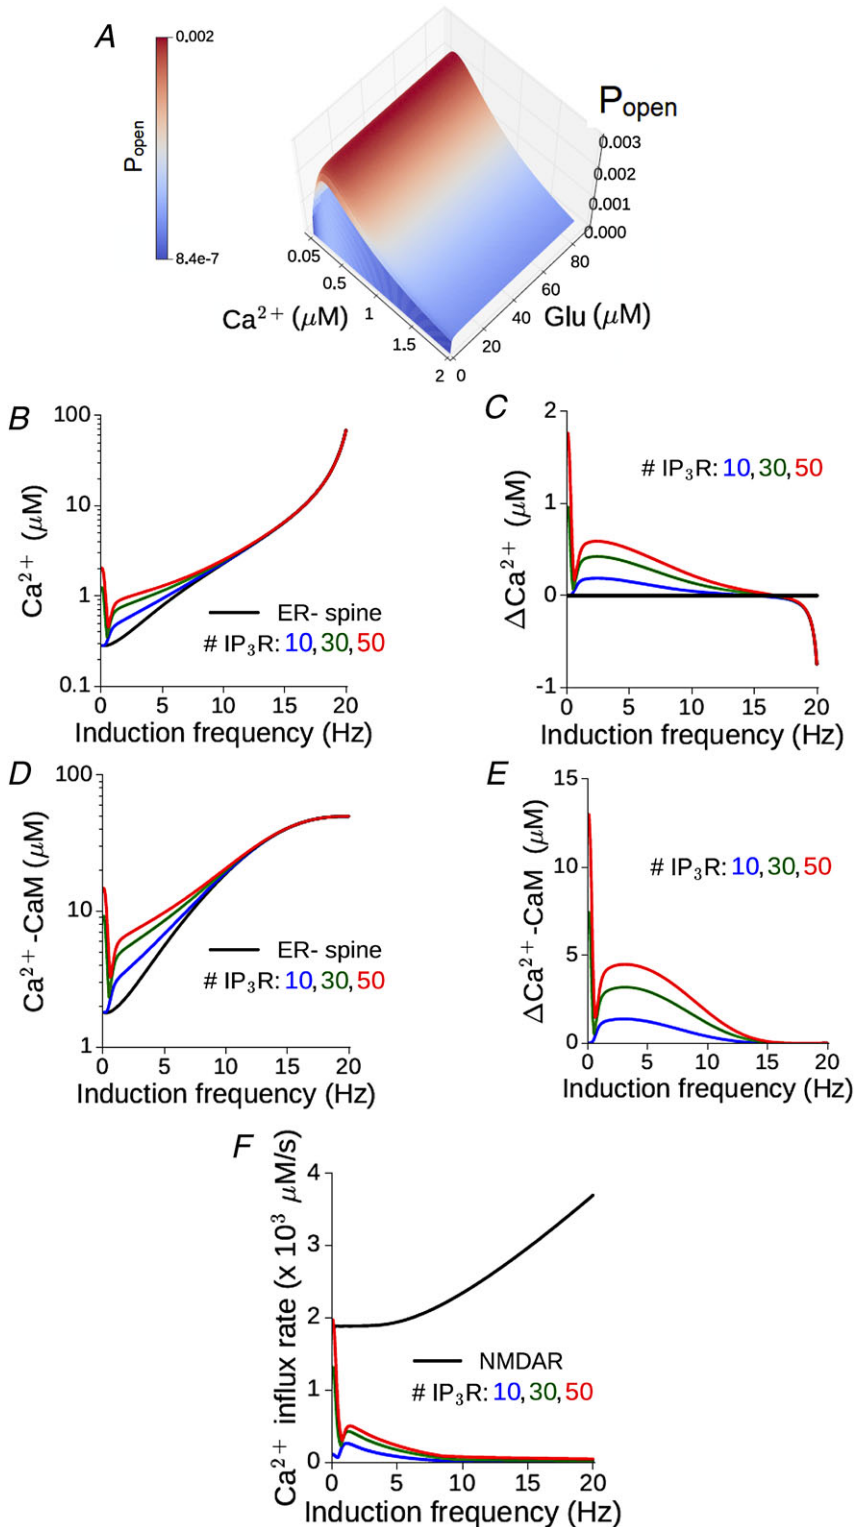 A
0.002
P_open
8.4e-7
P_open
0.003
0.002
0.001
0.000
0.05
0.5
1
1.5
2
Ca²⁺ (μM)
0
20
40
60
80
Glu (μM)
B
100
10
1
0.1
Ca²⁺ (μM)
ER- spine
# IP₃R: 10, 30, 50
0 5 10 15 20
Induction frequency (Hz)
C
2
1
0
-1
ΔCa²⁺ (μM)
# IP₃R: 10, 30, 50
0 5 10 15 20
Induction frequency (Hz)
D
100
10
1
Ca²⁺-CaM (μM)
ER- spine
# IP₃R: 10, 30, 50
0 5 10 15 20
Induction frequency (Hz)
E
15
10
5
0
ΔCa²⁺-CaM (μM)
# IP₃R: 10, 30, 50
0 5 10 15 20
Induction frequency (Hz)
F
4
3
2
1
0
Ca²⁺ influx rate (x 10³ μM/s)
NMDAR
# IP₃R: 10, 30, 50
0 5 10 15 20
Induction frequency (Hz)